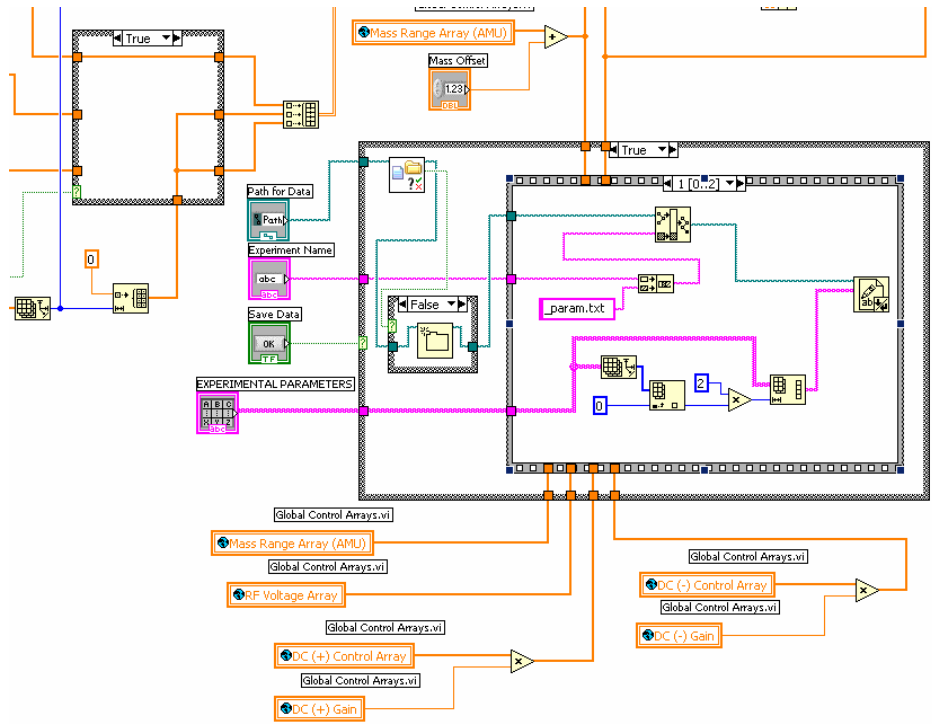 Mass Range Array (AMU)
True
+
Mass Offset
1.23
DBL
True
?
1 [0..2]
Path for Data
Path
?
Experiment Name
0
abc
abc
False
_param.txt
ab
?
Save Data
OK
TF
?
2
EXPERIMENTAL PARAMETERS
0
x
A B C
X Y Z
abc
Global Control Arrays.vi
Mass Range Array (AMU)
Global Control Arrays.vi
Global Control Arrays.vi
RF Voltage Array
DC (-) Control Array
x
Global Control Arrays.vi
Global Control Arrays.vi
DC (-) Gain
DC (+) Control Array
x
Global Control Arrays.vi
DC (+) Gain